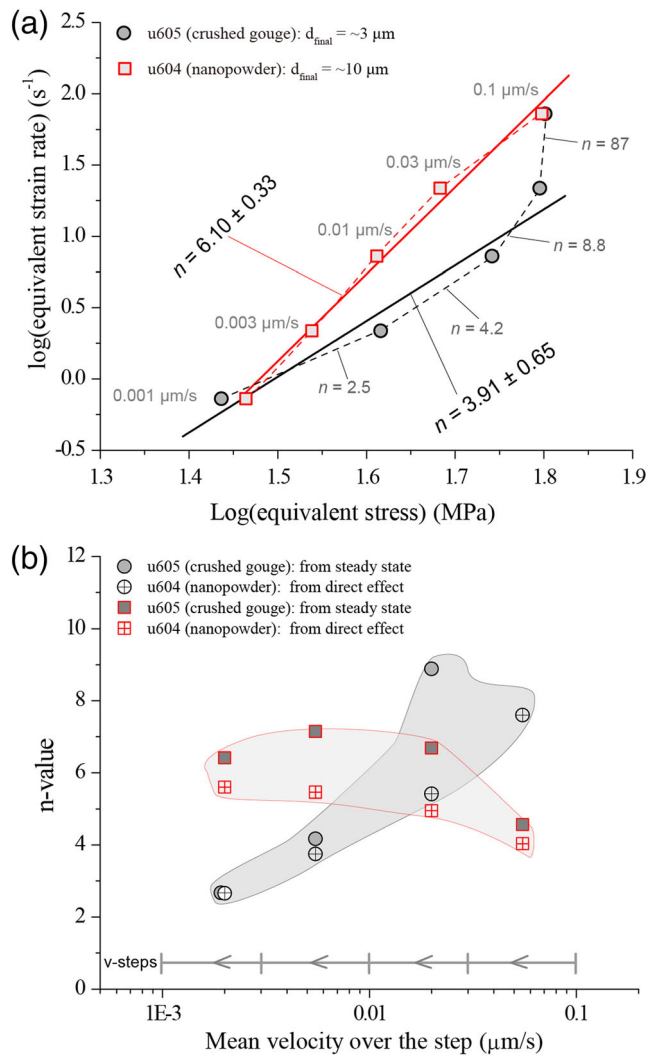 (a)
u605 (crushed gouge): d_final = ~3 μm
u604 (nanopowder): d_final = ~10 μm
log(equivalent strain rate) (s⁻¹)
2.5
2.0
1.5
1.0
0.5
0.0
-0.5
0.1 μm/s
0.03 μm/s
0.01 μm/s
0.003 μm/s
0.001 μm/s
n = 6.10 ± 0.33
n = 87
n = 8.8
n = 4.2
n = 2.5
n = 3.91 ± 0.65
1.3
1.4
1.5
1.6
1.7
1.8
1.9
Log(equivalent stress) (MPa)
(b)
u605 (crushed gouge): from steady state
u604 (nanopowder): from direct effect
u605 (crushed gouge): from steady state
u604 (nanopowder): from direct effect
n-value
12
10
8
6
4
2
0
v-steps
1E-3
0.01
0.1
Mean velocity over the step (μm/s)